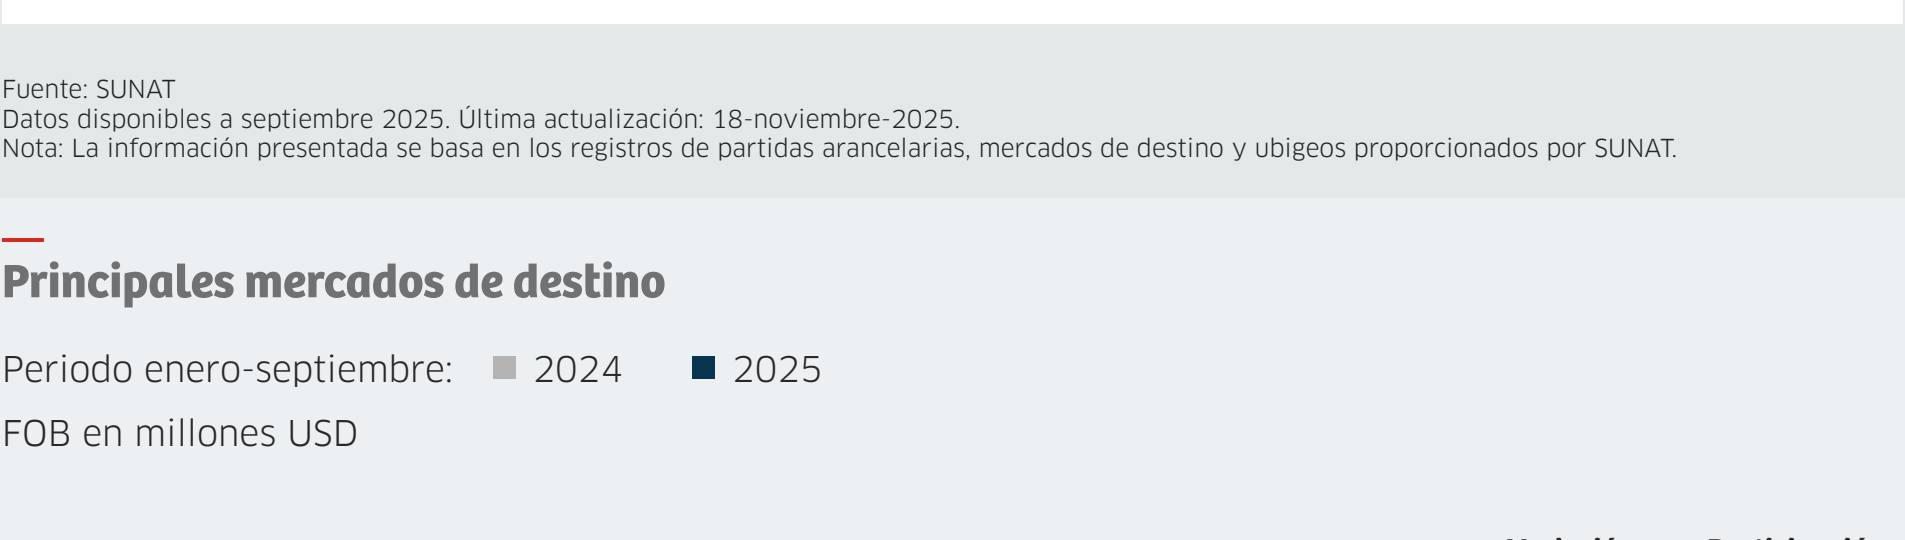 Fuente: SUNAT
Datos disponibles a septiembre 2025. Última actualización: 18-noviembre-2025.
Nota: La información presentada se basa en los registros de partidas arancelarias, mercados de destino y ubigeos proporcionados por SUNAT.
Principales mercados de destino
Periodo enero-septiembre: 2024 2025
FOB en millones USD